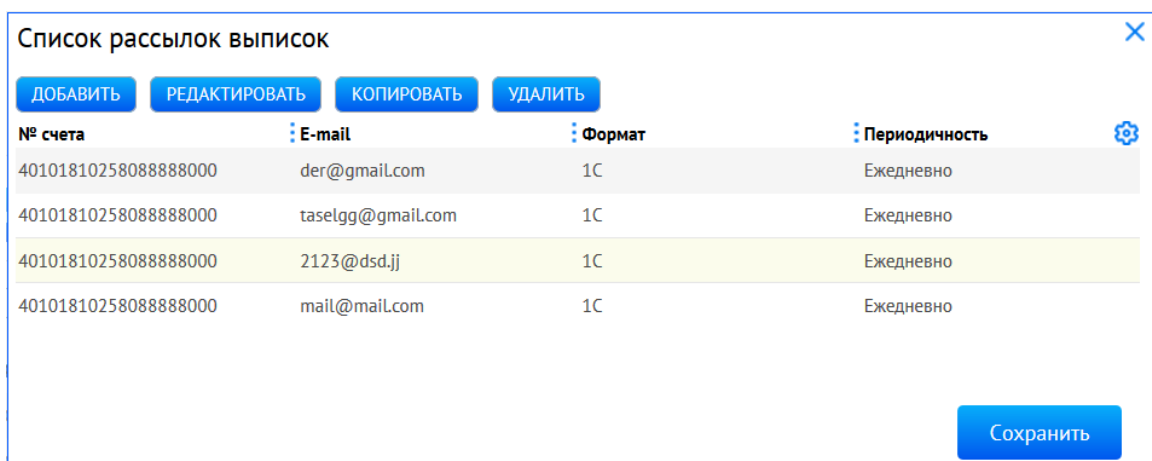 Список рассылок выписок
ДОБАВИТЬ РЕДАКТИРОВАТЬ КОПИРОВАТЬ УДАЛИТЬ
№ счета E-mail Формат Периодичность
40101810258088888000 der@gmail.com 1С Ежедневно
40101810258088888000 taselgg@gmail.com 1С Ежедневно
40101810258088888000 2123@dsd.jj 1С Ежедневно
40101810258088888000 mail@mail.com 1С Ежедневно
Сохранить